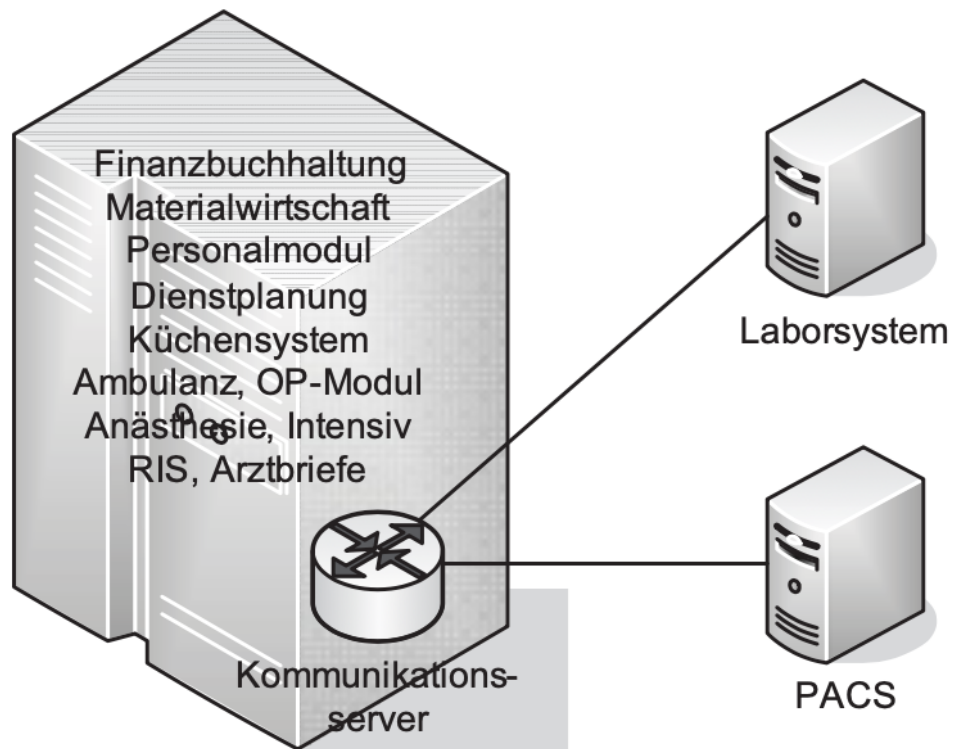 Finanzbuchhaltung
Materialwirtschaft
Personalmodul
Dienstplanung
Küchensystem
Ambulanz, OP-Modul
Anästhesie, Intensiv
RIS, Arztbriefe
Kommunikations-
server
Laborsystem
PACS